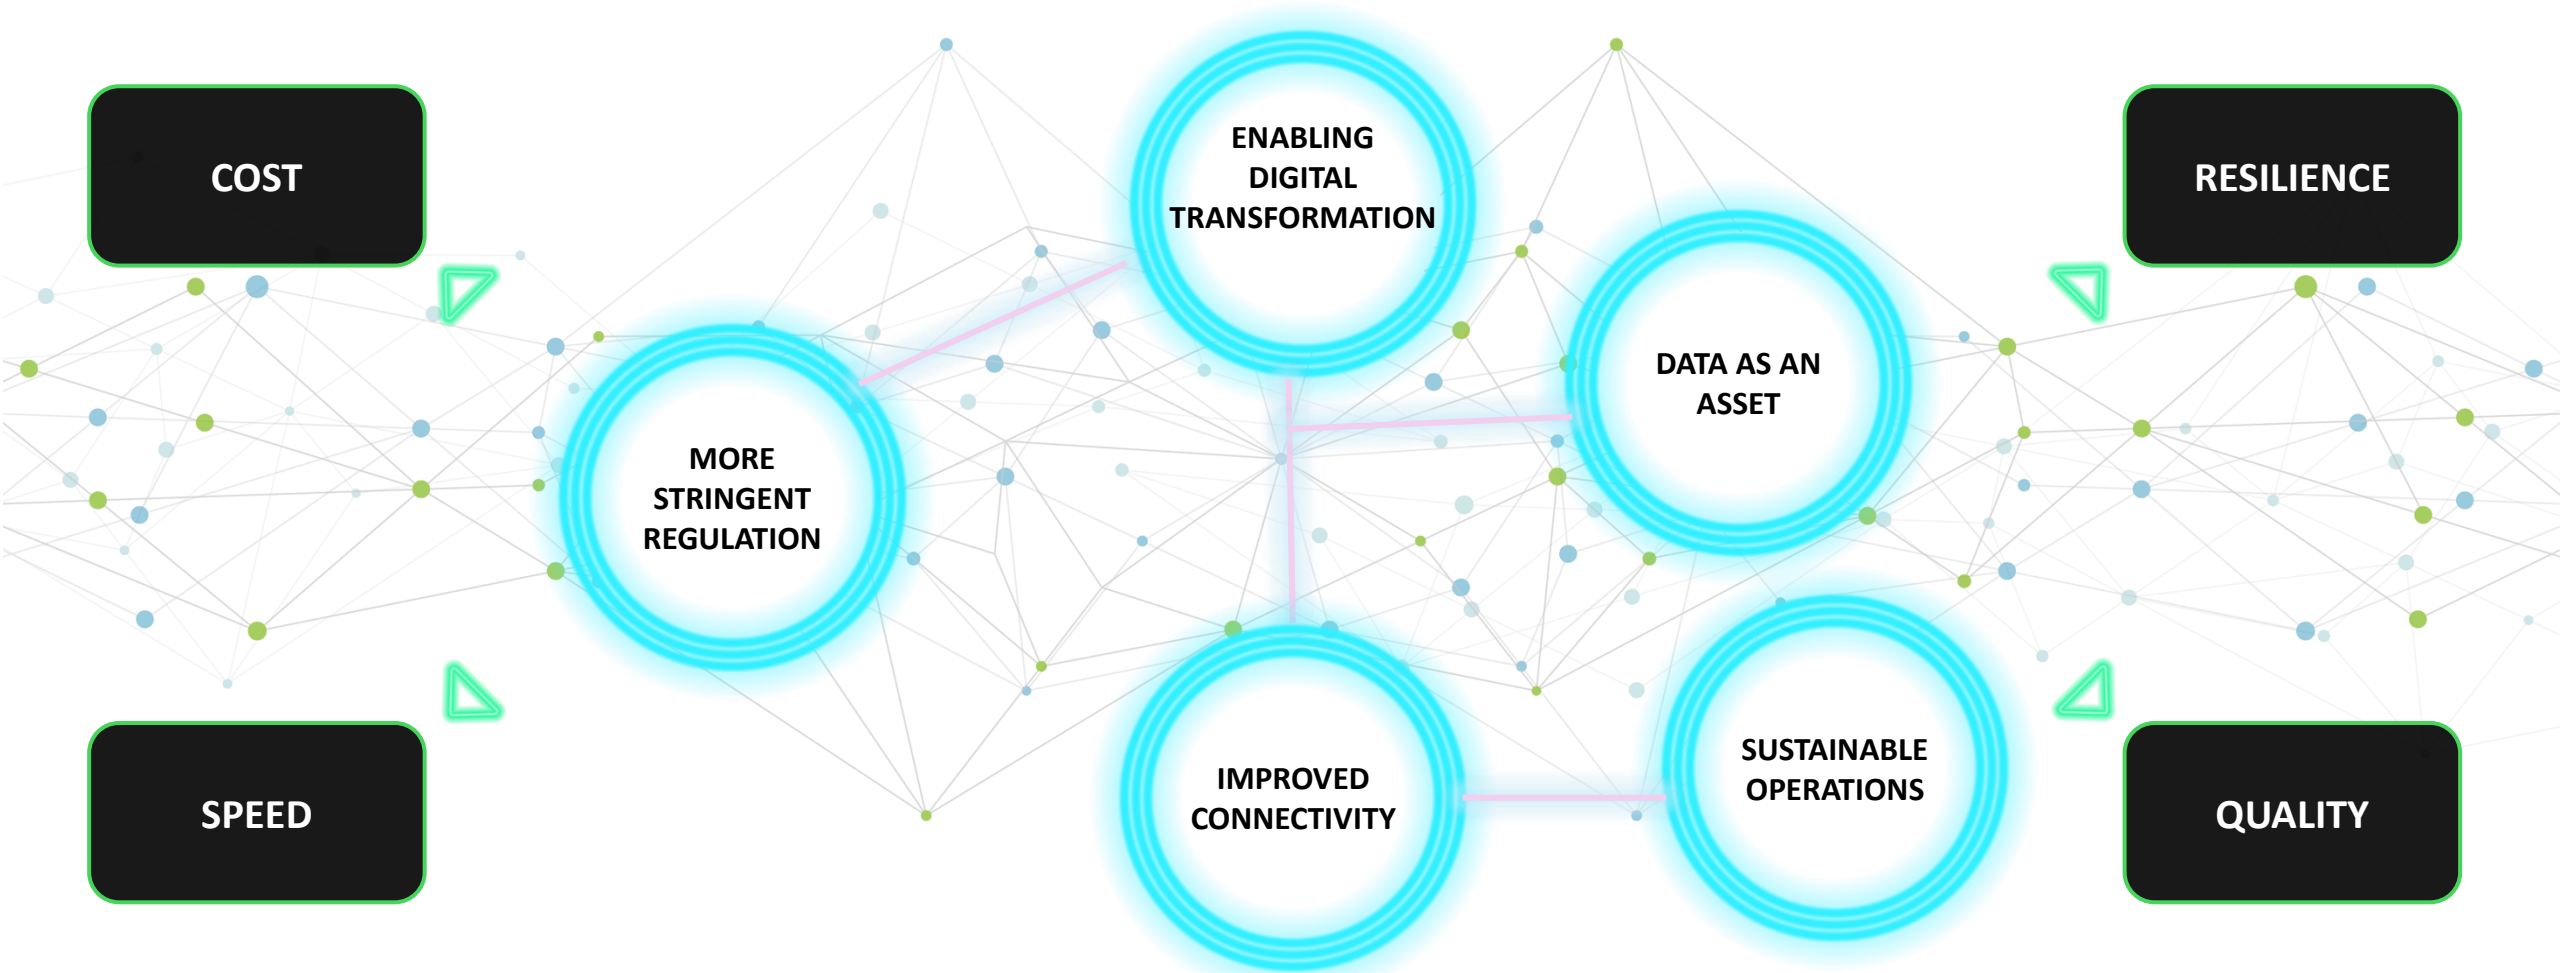 COST
SPEED
MORE
STRINGENT
REGULATION
ENABLING
DIGITAL
TRANSFORMATION
IMPROVED
CONNECTIVITY
DATA AS AN
ASSET
SUSTAINABLE
OPERATIONS
RESILIENCE
QUALITY